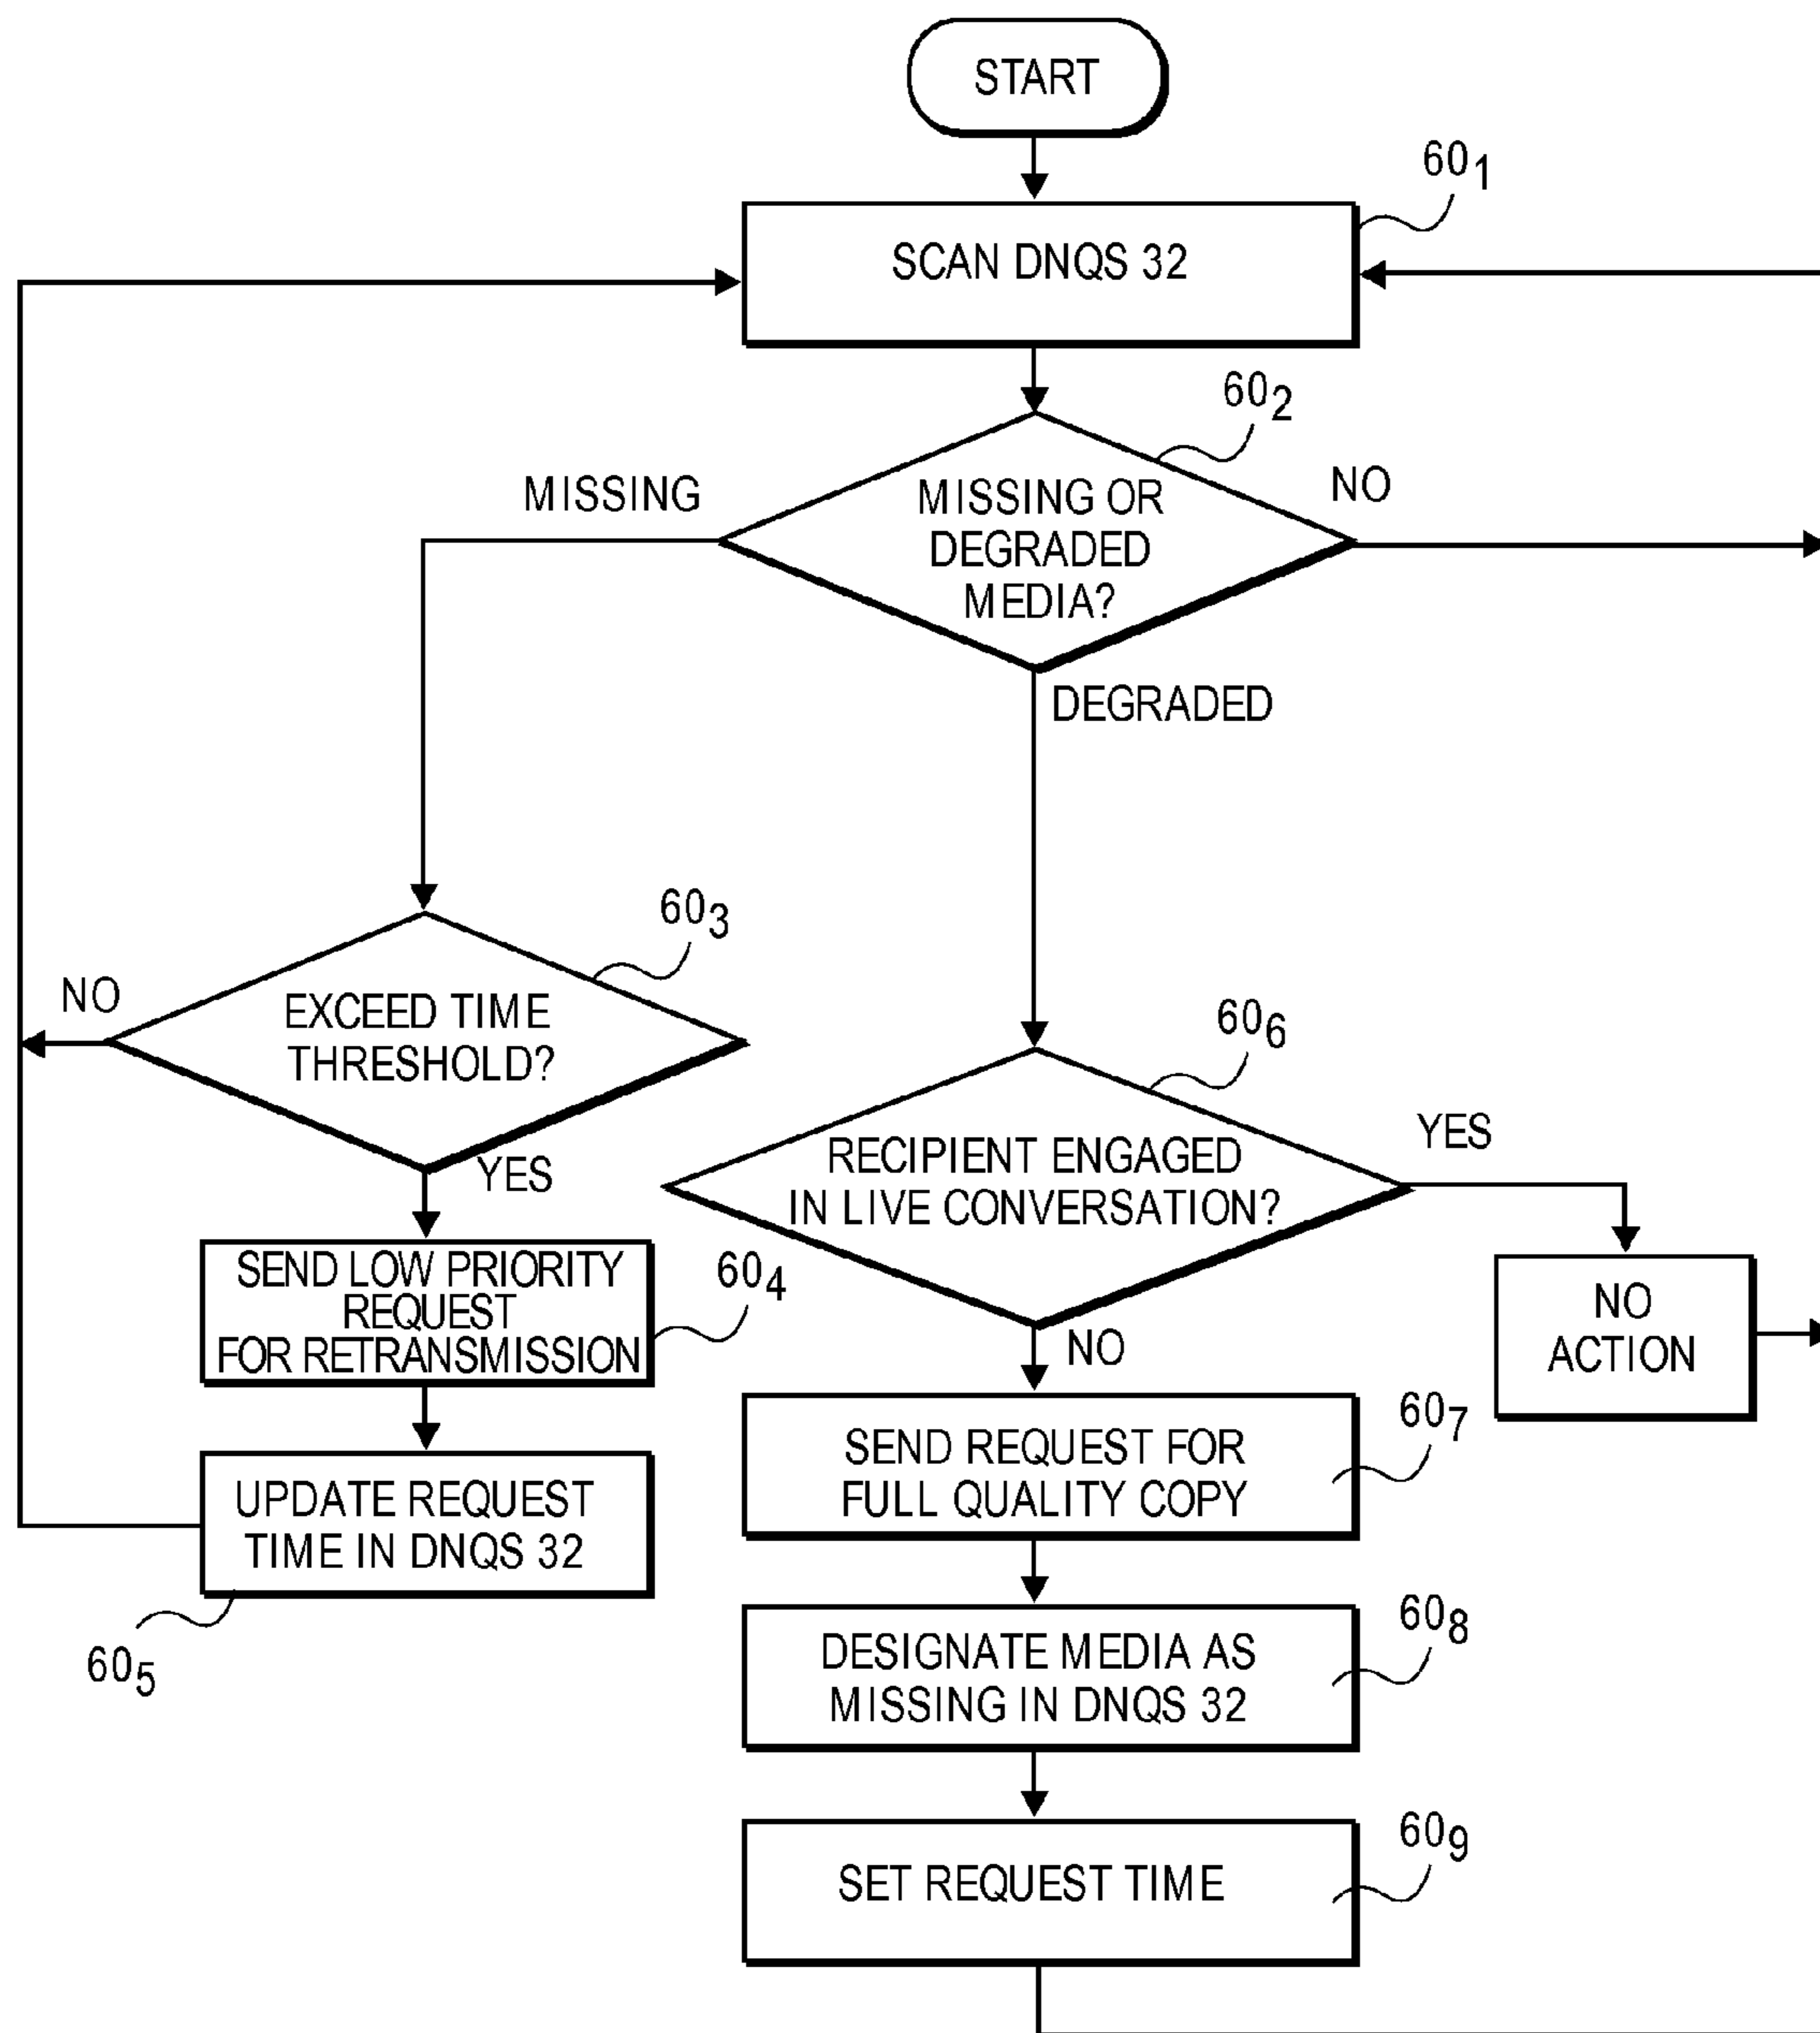 START
60₁
SCAN DNQS 32
60₂
MISSING
MISSING OR
DEGRADED
MEDIA?
NO
DEGRADED
60₃
NO
EXCEED TIME
THRESHOLD?
YES
60₆
RECIPIENT ENGAGED
IN LIVE CONVERSATION?
YES
SEND LOW PRIORITY
REQUEST
FOR RETRANSMISSION
60₄
NO
ACTION
NO
UPDATE REQUEST
TIME IN DNQS 32
60₅
SEND REQUEST FOR
FULL QUALITY COPY
60₇
DESIGNATE MEDIA AS
MISSING IN DNQS 32
60₈
SET REQUEST TIME
60₉